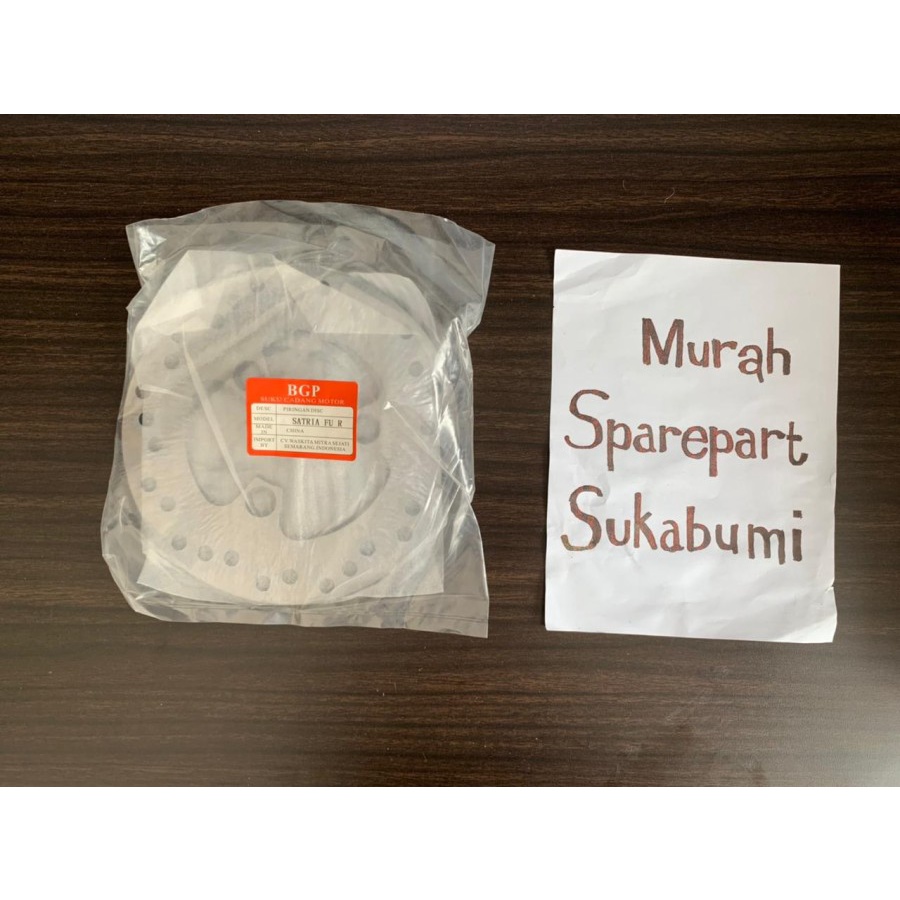 BGP
SUKU CADANG MOTOR
DESC PIRINGAN DISC
MODEL SATRIA FU R
MADE IN CHINA
IMPORT BY. CV.WASKITA MITRA SEJATI
SEMARANG INDONESIA
Murah
Sparepart
Sukabumi